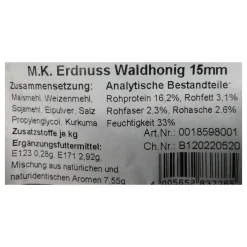 M.K. Erdnuss Waldhonig 15mm
Zusammensetzung: Analytische Bestandteile:
Maismehl, Weizenmehl, Rohprotein 16,2%, Rohfett 3,1%
Sojamehl, Eipulver, Salz Rohfaser 2,3%, Rohasche 2.6%
Propylenglycol, Kurkuma Feuchtigkeit 33%
Zusatzstoffe je kg Art.Nr.: 0018598001
Ergänzungsfuttermittel: Ch.Nr.: B120220520
E123 0,28g. E171 2,92g.
Mischung aus natürlichen und
naturidentischen Aromen 7.55g